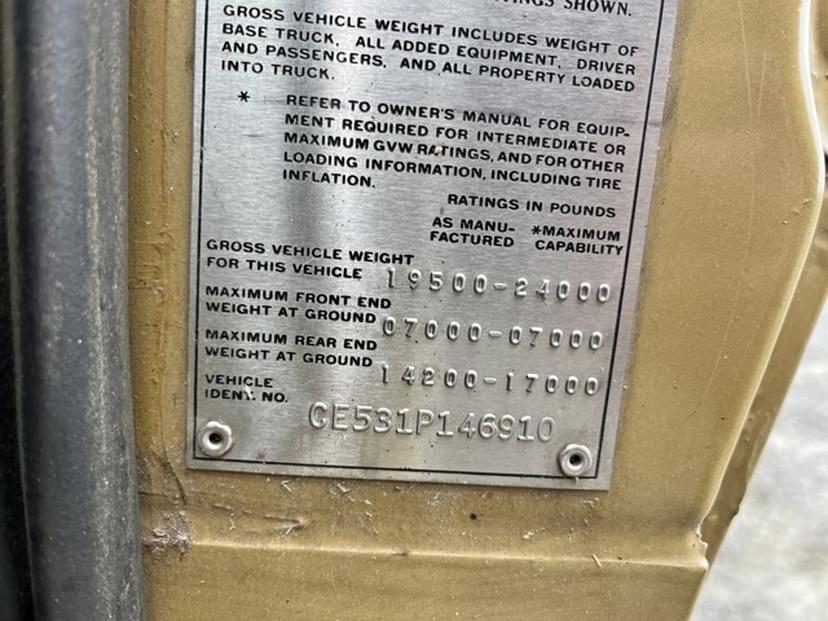 INGS SHOWN.
GROSS VEHICLE WEIGHT INCLUDES WEIGHT OF
BASE TRUCK, ALL ADDED EQUIPMENT, DRIVER
AND PASSENGERS, AND ALL PROPERTY LOADED
INTO TRUCK.
* REFER TO OWNER'S MANUAL FOR EQUIP-
MENT REQUIRED FOR INTERMEDIATE OR
MAXIMUM GVW RATINGS, AND FOR OTHER
LOADING INFORMATION, INCLUDING TIRE
INFLATION.
RATINGS IN POUNDS
AS MANU- *MAXIMUM
FACTURED CAPABILITY
GROSS VEHICLE WEIGHT
FOR THIS VEHICLE 19500-24000
MAXIMUM FRONT END
WEIGHT AT GROUND 07000-07000
MAXIMUM REAR END
WEIGHT AT GROUND 14200-17000
VEHICLE
IDENT. NO. CE531P146910